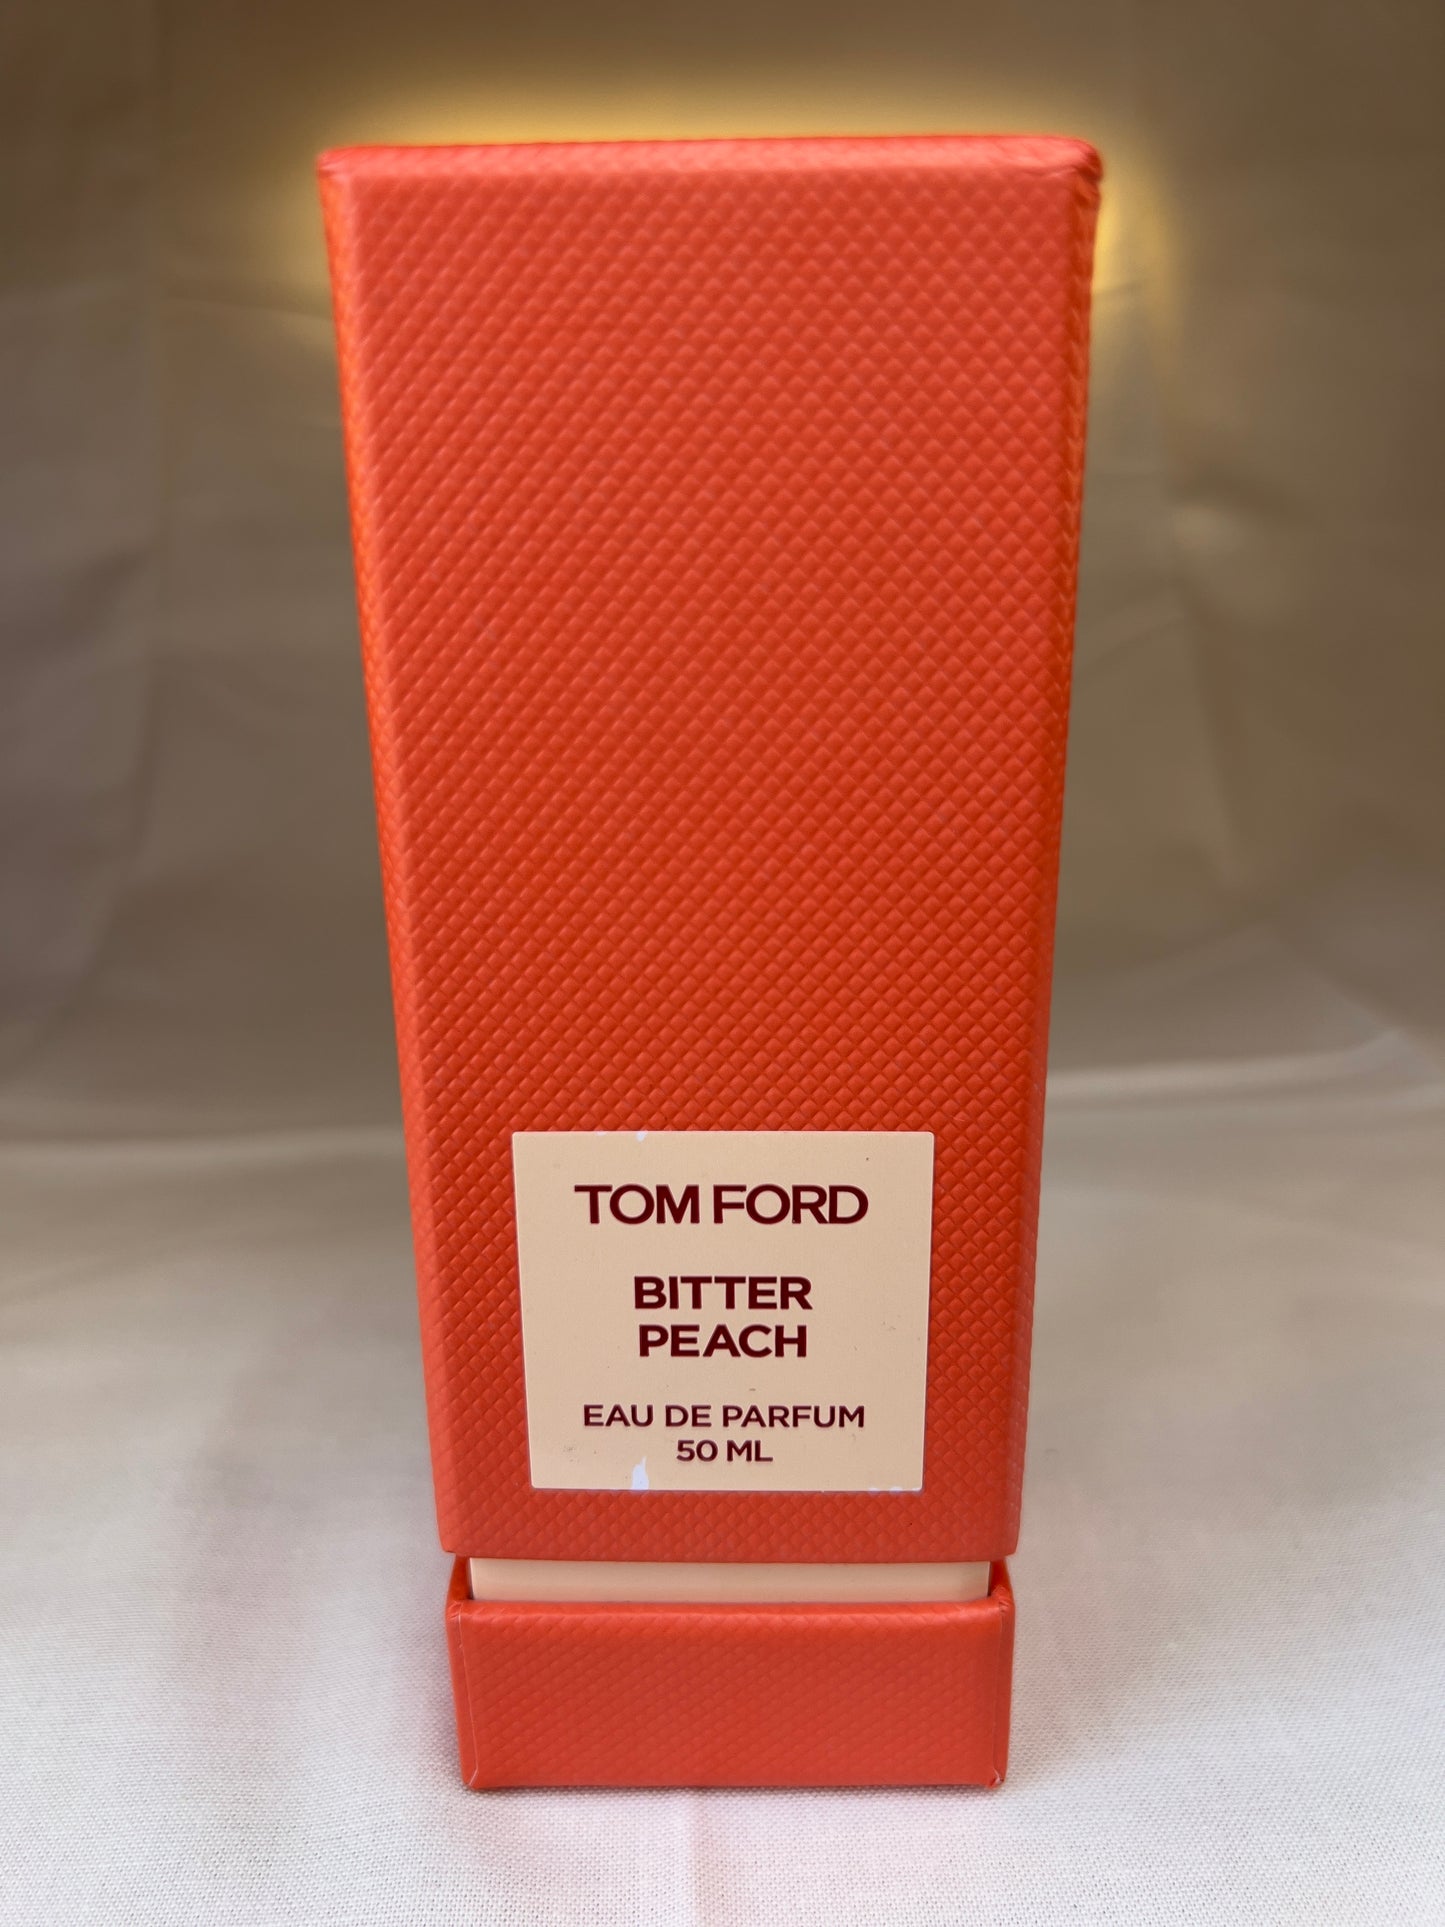 TOM FORD
BITTER
PEACH
EAU DE PARFUM
50 ML